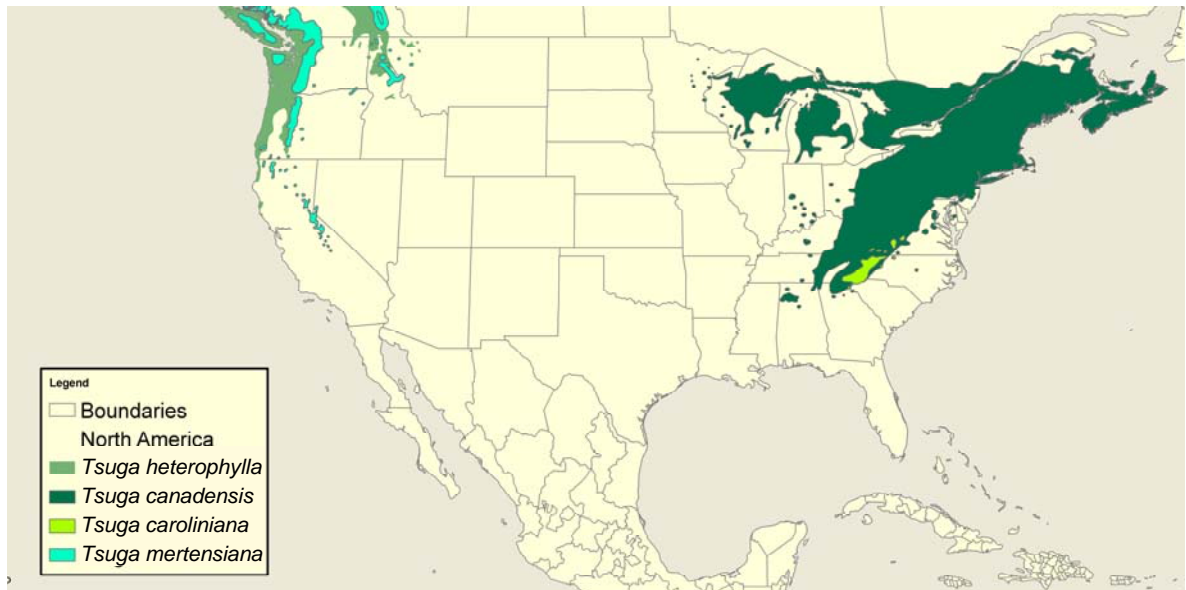 Legend
Boundaries
North America
Tsuga heterophylla
Tsuga canadensis
Tsuga caroliniana
Tsuga mertensiana